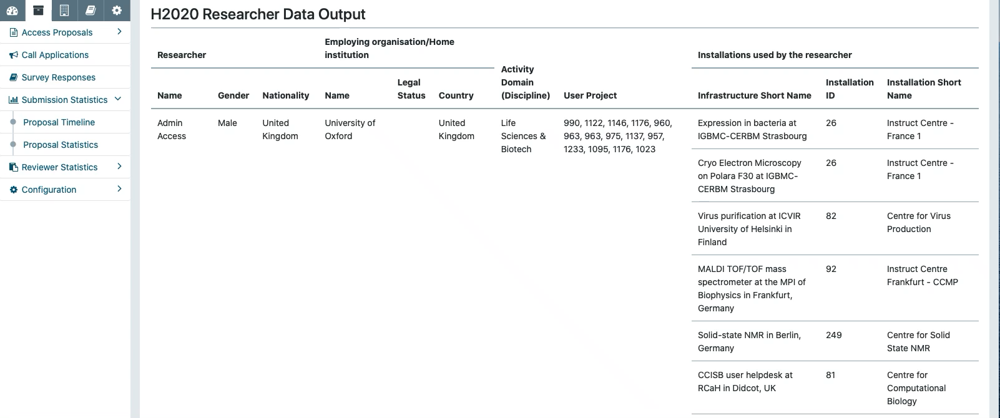 H2020 Researcher Data Output
Access Proposals
Call Applications
Survey Responses
Submission Statistics
Proposal Timeline
Proposal Statistics
Reviewer Statistics
Configuration
Researcher
Employing organisation/Home
institution
Installations used by the researcher
Name
Gender
Nationality
Name
Legal
Status
Country
Activity
Domain
(Discipline)
User Project
Infrastructure Short Name
Installation
ID
Installation Short
Name
Admin
Access
Male
United
Kingdom
University of
Oxford
United
Kingdom
Life
Sciences &
Biotech
990, 1122, 1146, 1176, 960,
963, 963, 975, 1137, 957,
1233, 1095, 1176, 1023
Expression in bacteria at
IGBMC-CERBM Strasbourg
26
Instruct Centre -
France 1
Cryo Electron Microscopy
on Polara F30 at IGBMC-
CERBM Strasbourg
26
Instruct Centre -
France 1
Virus purification at ICVIR
University of Helsinki in
Finland
82
Centre for Virus
Production
MALDI TOF/TOF mass
spectrometer at the MPI of
Biophysics in Frankfurt,
Germany
92
Instruct Centre
Frankfurt - CCMP
Solid-state NMR in Berlin,
Germany
249
Centre for Solid
State NMR
CCISB user helpdesk at
RCaH in Didcot, UK
81
Centre for
Computational
Biology